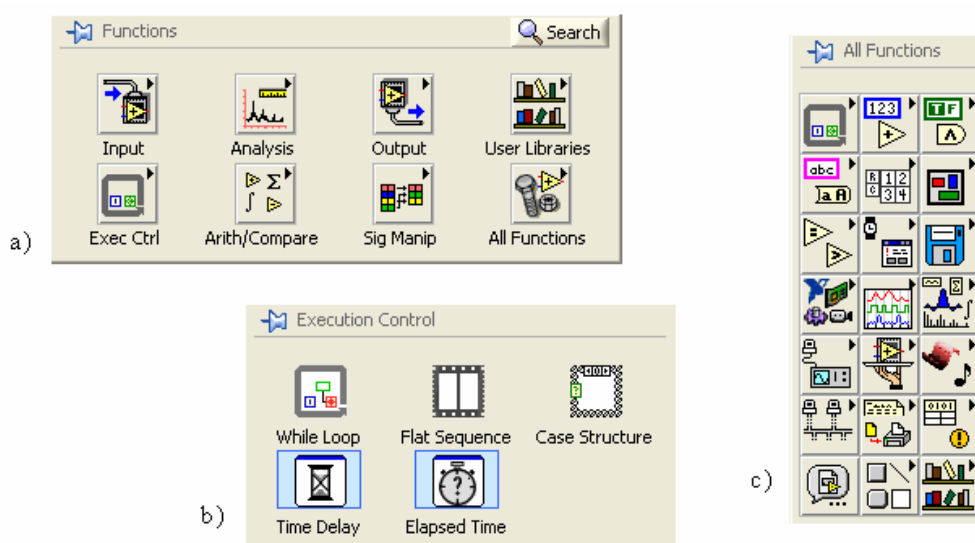 Functions
Search
Input
Analysis
Output
User Libraries
Exec Ctrl
Arith/Compare
Sig Manip
All Functions
a)
Execution Control
While Loop
Flat Sequence
Case Structure
Time Delay
Elapsed Time
b)
All Functions
123
TF
abc
a A
c)